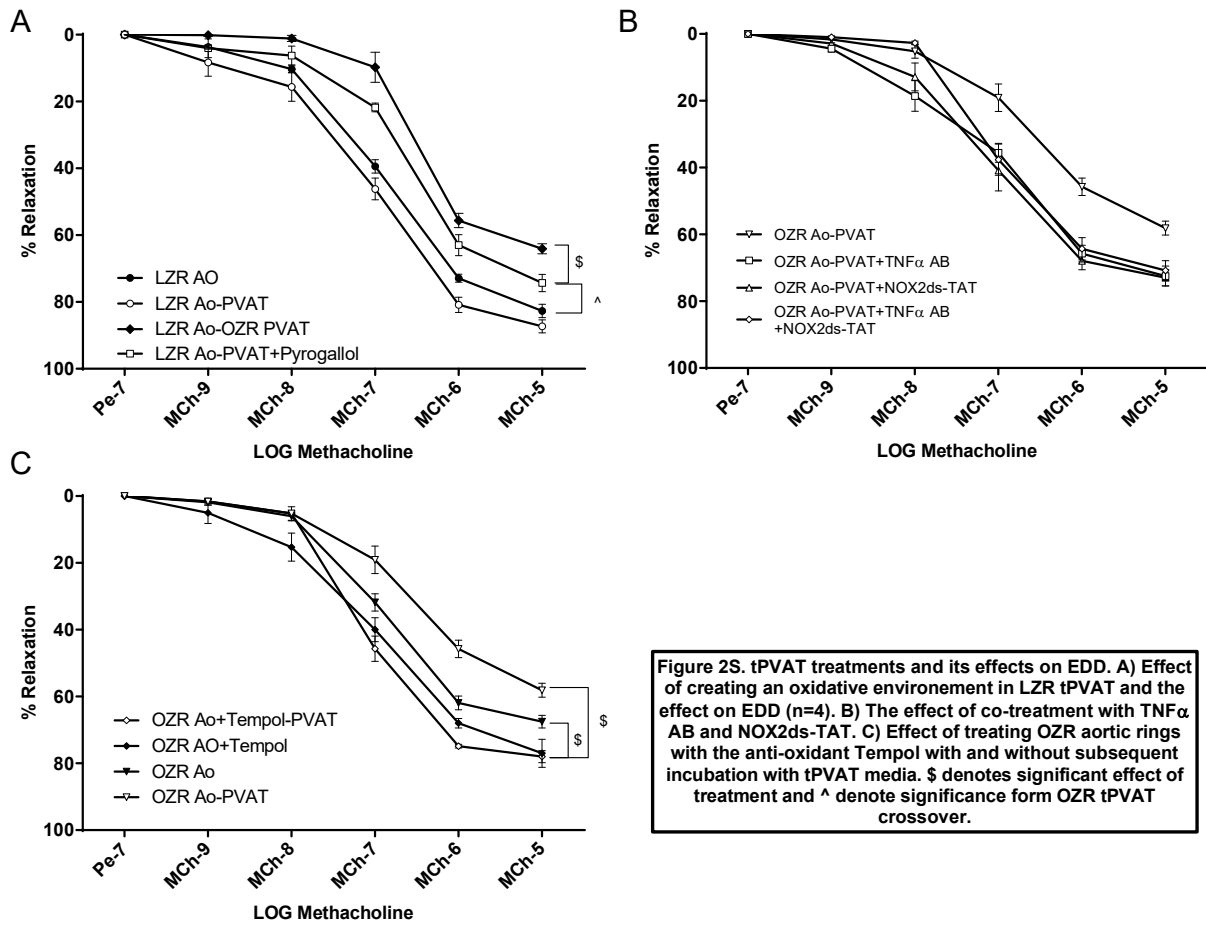 A
0
20
40
60
80
100
% Relaxation
LZR AO
LZR Ao-PVAT
LZR Ao-OZR PVAT
LZR Ao-PVAT+Pyrogallol
$
^
Pe-7
MCh-9
MCh-8
MCh-7
MCh-6
MCh-5
LOG Methacholine
B
0
20
40
60
80
100
% Relaxation
OZR Ao-PVAT
OZR Ao-PVAT+TNFα AB
OZR Ao-PVAT+NOX2ds-TAT
OZR Ao-PVAT+TNFα AB
+NOX2ds-TAT
Pe-7
MCh-9
MCh-8
MCh-7
MCh-6
MCh-5
LOG Methacholine
C
0
20
40
60
80
100
% Relaxation
OZR Ao+Tempol-PVAT
OZR AO+Tempol
OZR Ao
OZR Ao-PVAT
$
$
Pe-7
MCh-9
MCh-8
MCh-7
MCh-6
MCh-5
LOG Methacholine
Figure 2S. tPVAT treatments and its effects on EDD. A) Effect
of creating an oxidative environement in LZR tPVAT and the
effect on EDD (n=4). B) The effect of co-treatment with TNFα
AB and NOX2ds-TAT. C) Effect of treating OZR aortic rings
with the anti-oxidant Tempol with and without subsequent
incubation with tPVAT media. $ denotes significant effect of
treatment and ^ denote significance form OZR tPVAT
crossover.